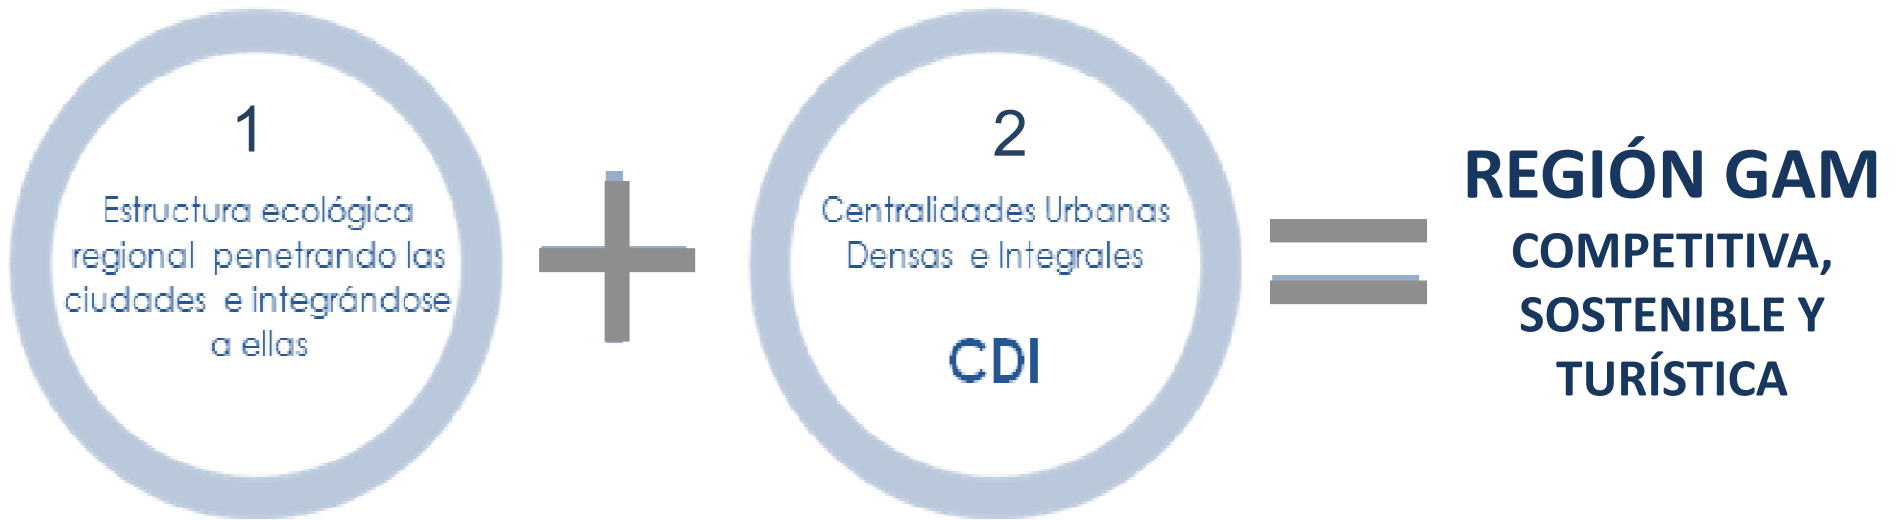 1
Estructura ecológica
regional penetrando las
ciudades e integrándose
a ellas
+
2
Centralidades Urbanas
Densas e Integrales
CDI
=
REGIÓN GAM
COMPETITIVA,
SOSTENIBLE Y
TURÍSTICA